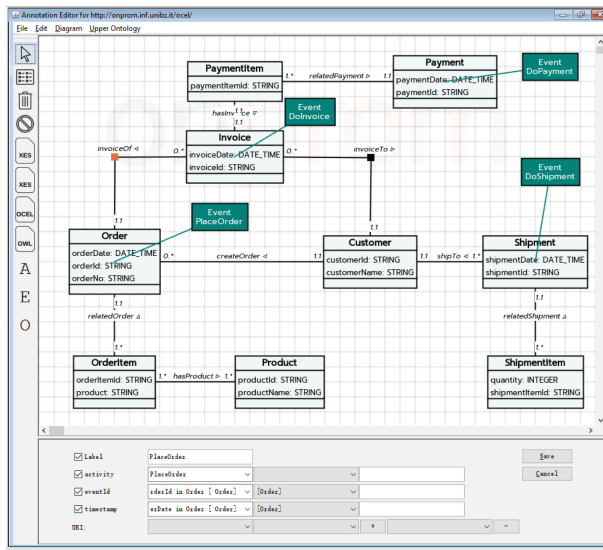 Annotation Editor for http://onprom.inf.unibz.it/ocel/
File Edit Diagram Upper Ontology
PaymentItem
paymentItemId: STRING
1.* relatedPayment ⊳ 1.1
Payment
paymentDate: DATE_TIME
paymentId: STRING
Event
DoPayment
1.1
1.1
Event
DoInvoice
invoiceOf ⊲
0.*
Invoice
invoiceDate: DATE_TIME
invoiceId: STRING
0.*
invoiceTo ⊳
Event
DoShipment
XES
XES
OCEL
OWL
A
E
O
Event
PlaceOrder
1.1
1.1
1.1
Order
orderDate: DATE_TIME
orderId: STRING
orderNo: STRING
0.* createOrder ⊲ 1.1
Customer
customerId: STRING
customerName: STRING
1.1 shipTo ⊲ 1.*
Shipment
shipmentDate: DATE_TIME
shipmentId: STRING
1.1
relatedOrder ▵
1.*
1.1
relatedShipment ▵
1.*
OrderItem
orderItemId: STRING
product: STRING
1.* hasProduct ⊳ 1.*
Product
productId: STRING
productName: STRING
ShipmentItem
quantity: INTEGER
shipmentItemId: STRING
Label PlaceOrder Save
activity PlaceOrder Cancel
eventId rderId in Order [ Order] [Order]
timestamp erDate in Order [ Order] [Order]
URI: + −